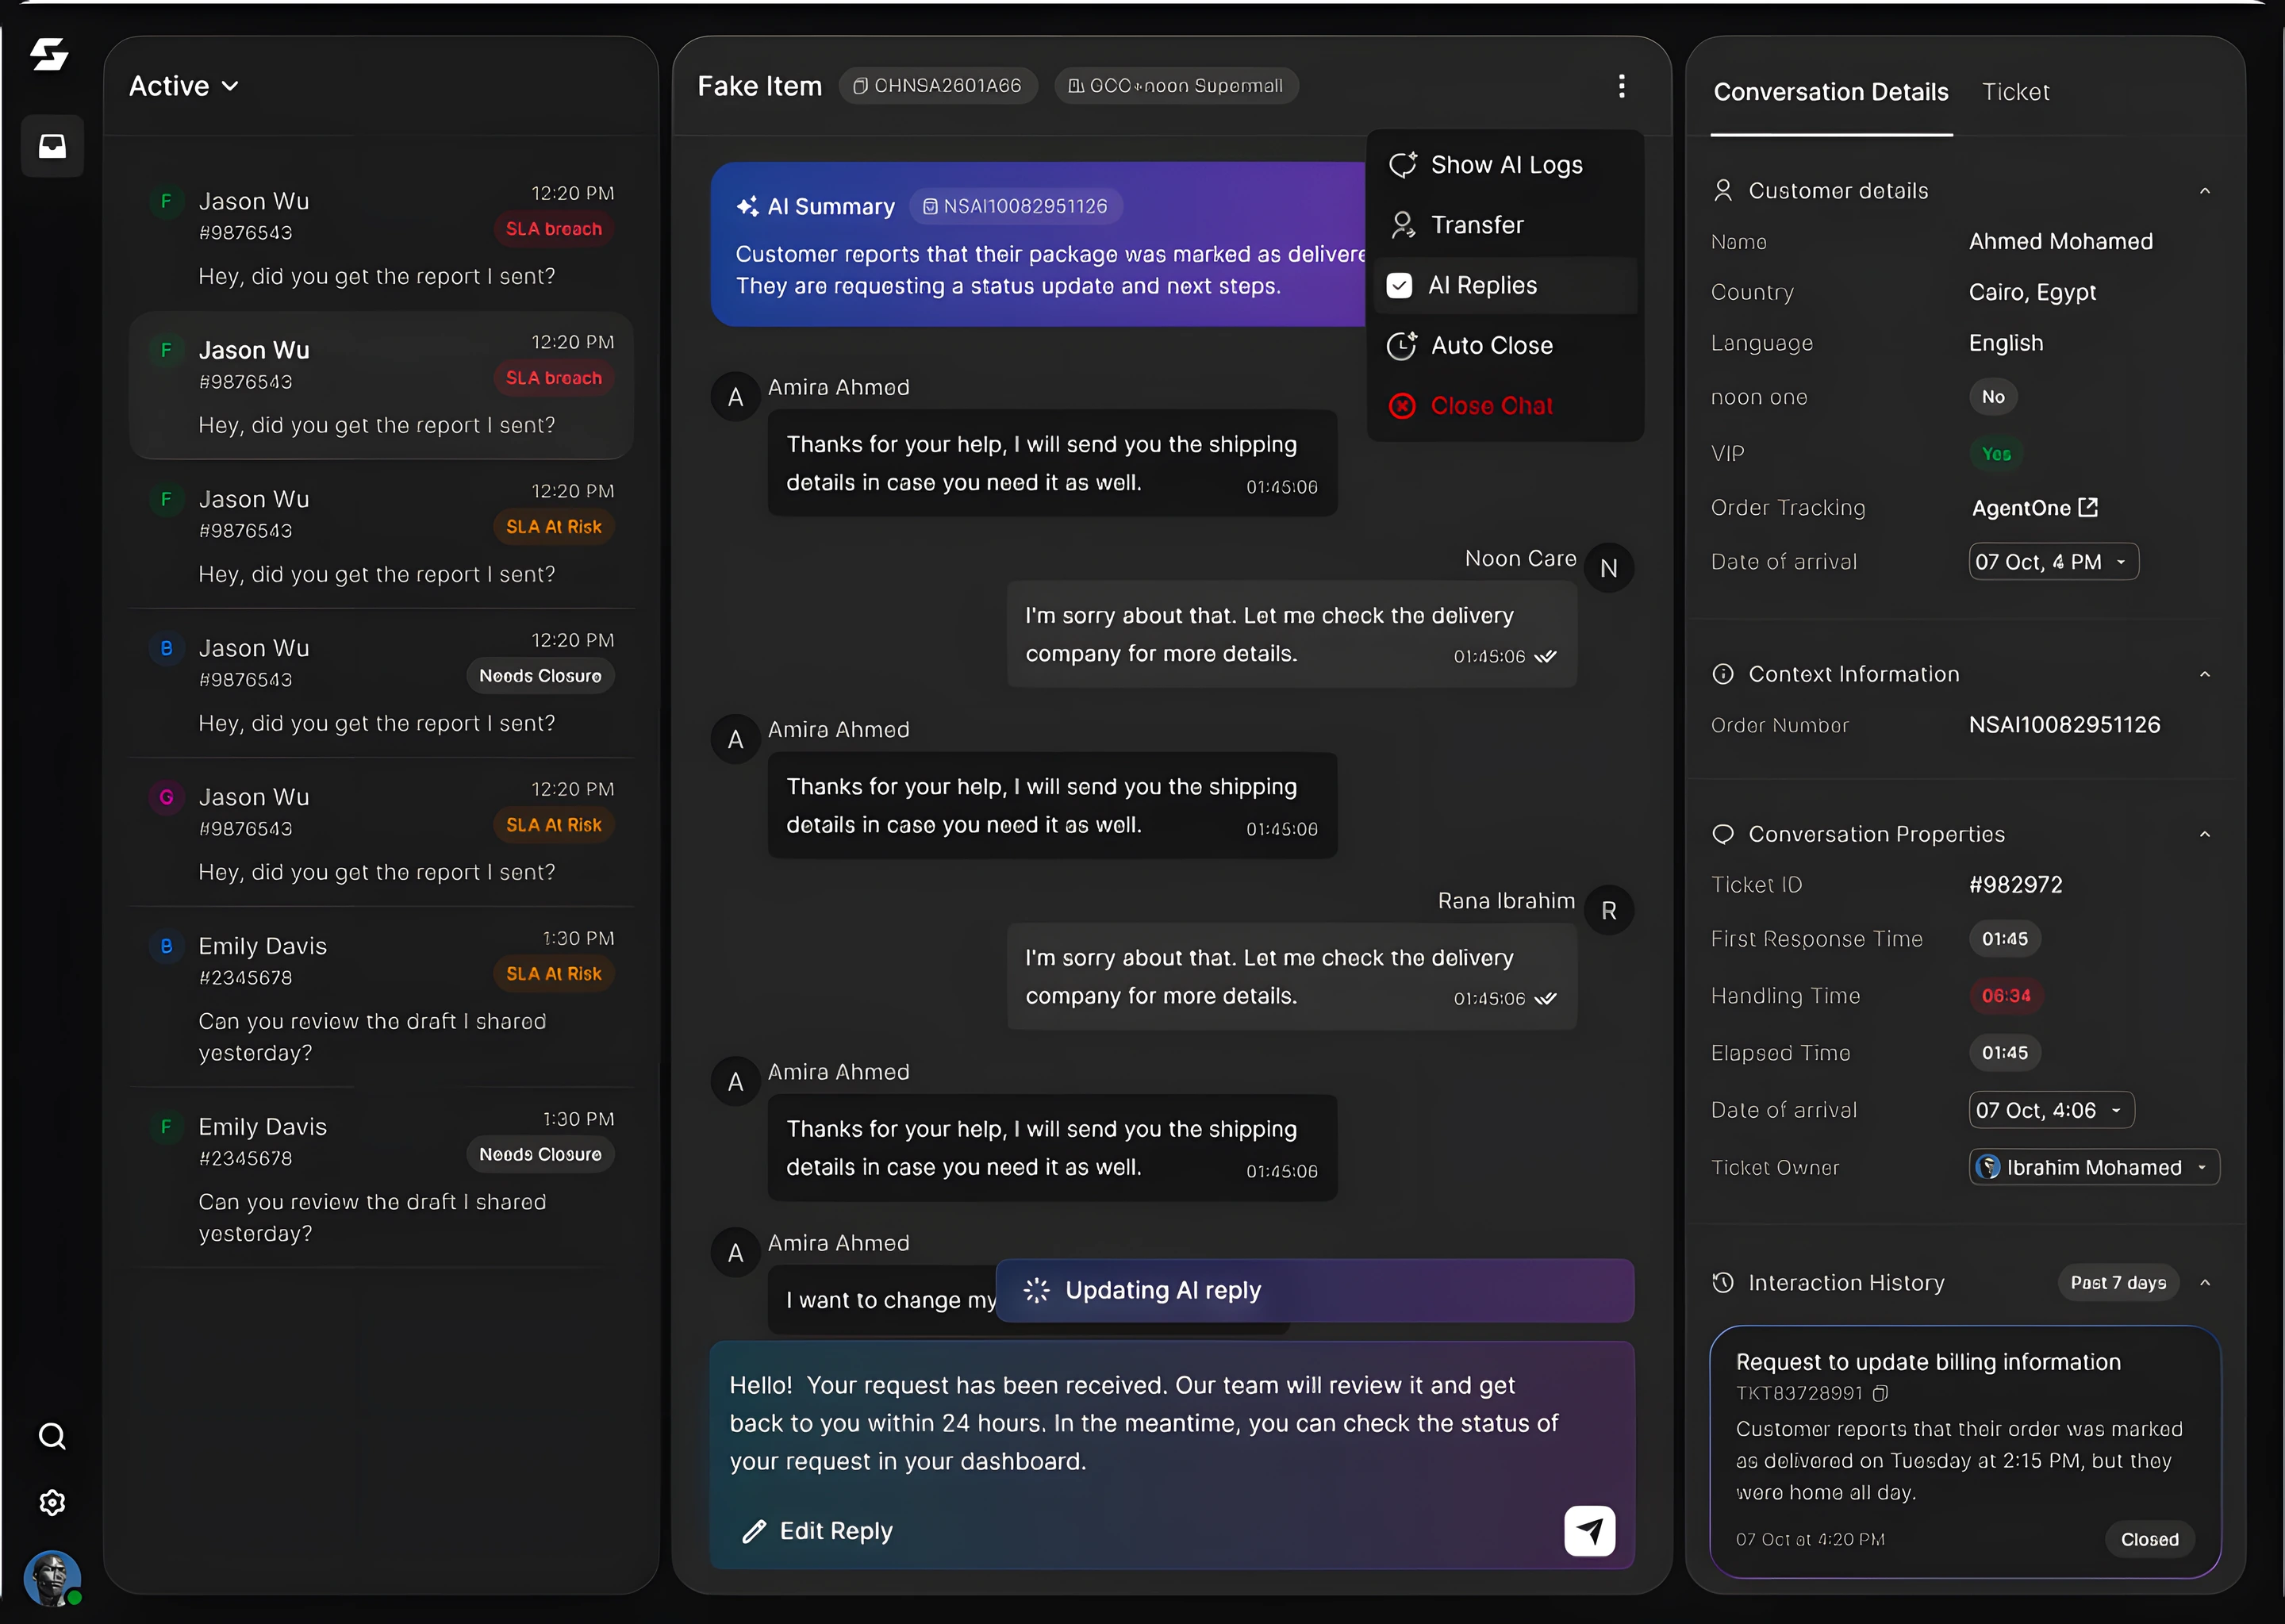 Active
F
Jason Wu
12:20 PM
#9876543
SLA breach
Hey, did you get the report I sent?
F
Jason Wu
12:20 PM
#9876543
SLA breach
Hey, did you get the report I sent?
F
Jason Wu
12:20 PM
#9876543
SLA At Risk
Hey, did you get the report I sent?
B
Jason Wu
12:20 PM
#9876543
Needs Closure
Hey, did you get the report I sent?
G
Jason Wu
12:20 PM
#9876543
SLA At Risk
Hey, did you get the report I sent?
B
Emily Davis
1:30 PM
#2345678
SLA At Risk
Can you review the draft I shared
yesterday?
F
Emily Davis
1:30 PM
#2345678
Needs Closure
Can you review the draft I shared
yesterday?
Fake Item
CHNSA2601A66
noon Supermall
Show AI Logs
Transfer
AI Replies
Auto Close
Close Chat
AI Summary
NSAI10082951126
Customer reports that their package was marked as delivere
They are requesting a status update and next steps.
A
Amira Ahmed
Thanks for your help, I will send you the shipping
details in case you need it as well.
01:45:06
Noon Care
N
I'm sorry about that. Let me check the delivery
company for more details.
01:45:06
A
Amira Ahmed
Thanks for your help, I will send you the shipping
details in case you need it as well.
01:45:06
Rana Ibrahim
R
I'm sorry about that. Let me check the delivery
company for more details.
01:45:06
A
Amira Ahmed
Thanks for your help, I will send you the shipping
details in case you need it as well.
01:45:06
A
Amira Ahmed
I want to change my
Updating AI reply
Hello! Your request has been received. Our team will review it and get
back to you within 24 hours. In the meantime, you can check the status of
your request in your dashboard.
Edit Reply
Conversation Details
Ticket
Customer details
Name
Ahmed Mohamed
Country
Cairo, Egypt
Language
English
noon one
No
VIP
Yes
Order Tracking
AgentOne
Date of arrival
07 Oct, 4 PM
Context Information
Order Number
NSAI10082951126
Conversation Properties
Ticket ID
#982972
First Response Time
01:45
Handling Time
06:34
Elapsed Time
01:45
Date of arrival
07 Oct, 4:06
Ticket Owner
Ibrahim Mohamed
Interaction History
Past 7 days
Request to update billing information
TKT83728991
Customer reports that their order was marked
as delivered on Tuesday at 2:15 PM, but they
were home all day.
07 Oct at 4:20 PM
Closed